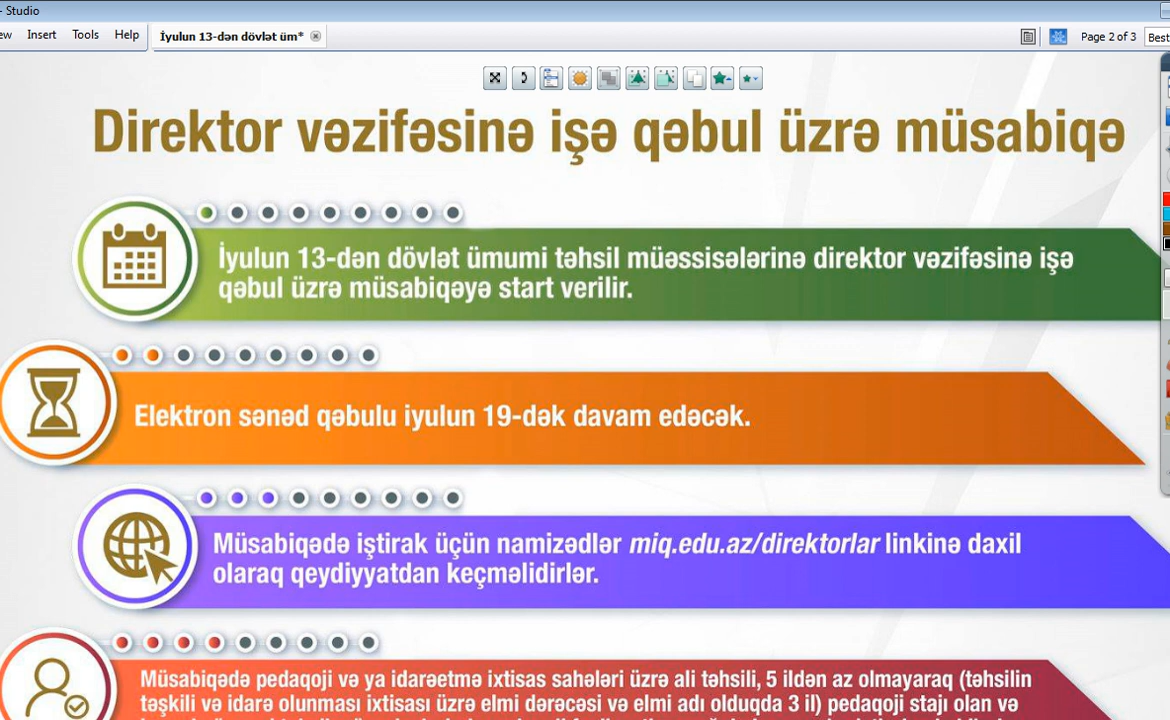 - Studio
Insert Tools Help İyulun 13-dən dövlət üm* Page 2 of 3 Best
Direktor vəzifəsinə işə qəbul üzrə müsabiqə
İyulun 13-dən dövlət ümumi təhsil müəssisələrinə direktor vəzifəsinə işə
qəbul üzrə müsabiqəyə start verilir.
Elektron sənəd qəbulu iyulun 19-dək davam edəcək.
Müsabiqədə iştirak üçün namizədlər miq.edu.az/direktorlar linkinə daxil
olaraq qeydiyyatdan keçməlidirlər.
Müsabiqədə pedaqoji və ya idarəetmə ixtisas sahələri üzrə ali təhsili, 5 ildən az olmayaraq (təhsilin
təşkili və idarə olunması ixtisası üzrə elmi dərəcəsi və elmi adı olduqda 3 il) pedaqoji stajı olan və